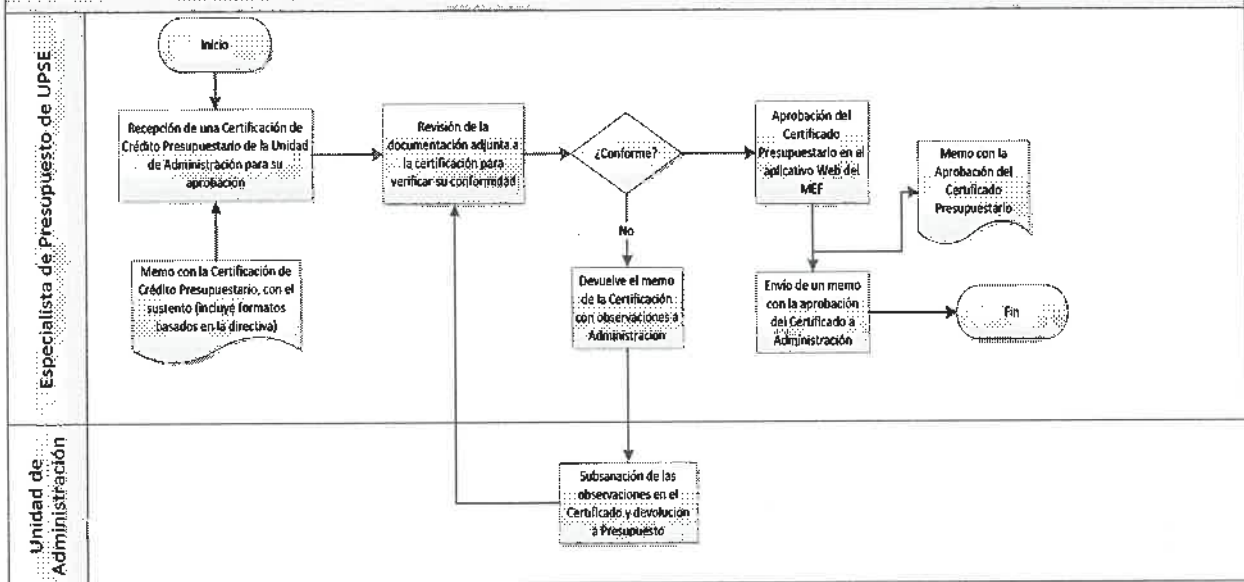 Especialista de Presupuesto de UPSE
Inicio
Recepción de una Certificación de
Crédito Presupuestario de la Unidad
de Administración para su
aprobación
Memo con la Certificación de
Crédito Presupuestario, con el
sustento (incluye formatos
basados en la directiva)
Revisión de la
documentación adjunta a
la certificación para
verificar su conformidad
¿Conforme?
No
Devuelve el memo
de la Certificación
con observaciones a
Administración
Aprobación del
Certificado
Presupuestario en el
aplicativo Web del
MEF
Memo con la
Aprobación del
Certificado
Presupuestario
Envío de un memo
con la aprobación
del Certificado a
Administración
Fin
Unidad de
Administración
Subsanación de las
observaciones en el
Certificado y devolución
a Presupuesto